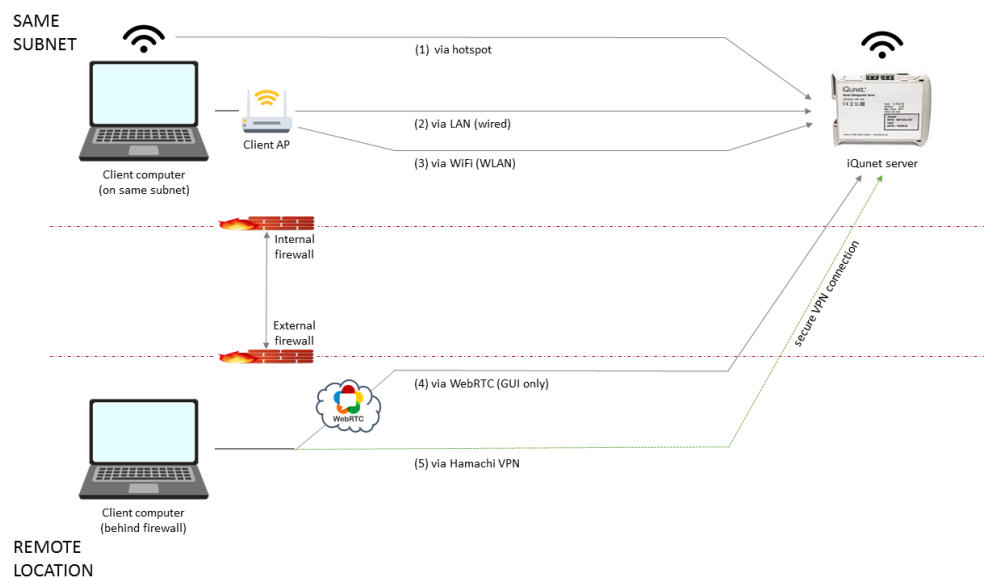 SAME
SUBNET
(1) via hotspot
iQunet
(2) via LAN (wired)
Client AP
(3) via WiFi (WLAN)
iQunet server
Client computer
(on same subnet)
Internal
firewall
secure VPN connection
External
firewall
(4) via WebRTC (GUI only)
WebRTC
(5) via Hamachi VPN
Client computer
(behind firewall)
REMOTE
LOCATION